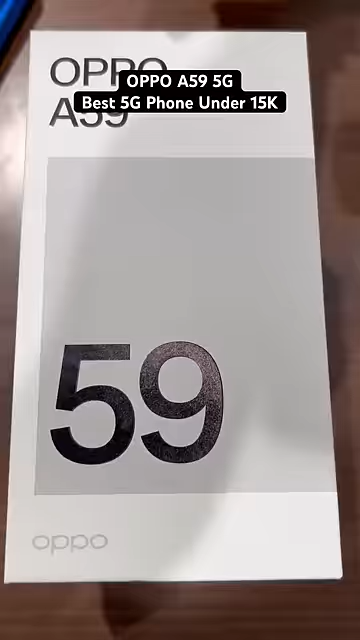 OPPO
OPPO A59 5G
Best 5G Phone Under 15K
A59
59
oppo